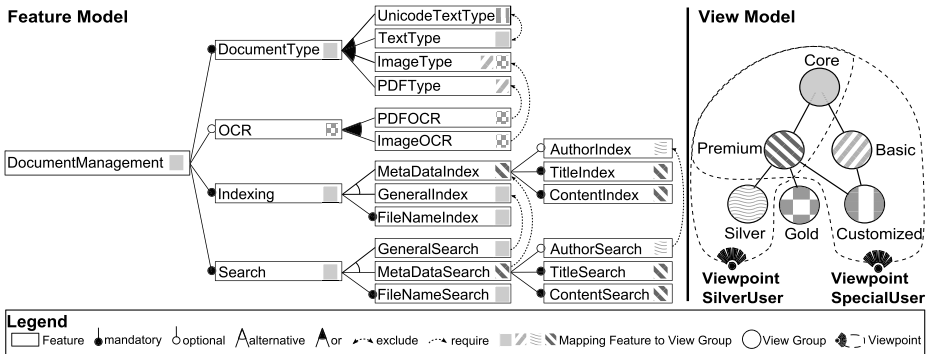 Feature Model
DocumentManagement
DocumentType
UnicodeTextType
TextType
ImageType
PDFType
OCR
PDFOCR
ImageOCR
Indexing
MetaDataIndex
GeneralIndex
FileNameIndex
AuthorIndex
TitleIndex
ContentIndex
Search
GeneralSearch
MetaDataSearch
FileNameSearch
AuthorSearch
TitleSearch
ContentSearch
View Model
Core
Premium
Basic
Silver
Gold
Customized
Viewpoint
SilverUser
Viewpoint
SpecialUser
Legend
Feature mandatory optional alternative or exclude require Mapping Feature to View Group View Group Viewpoint